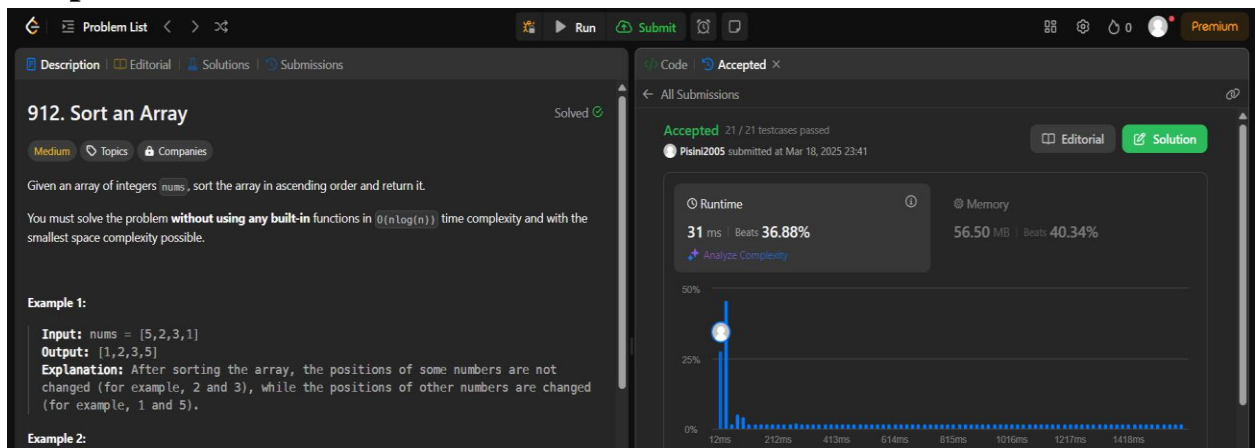 Problem List
Run
Submit
0
Premium
Description | Editorial | Solutions | Submissions
912. Sort an Array
Solved
Medium Topics Companies
Given an array of integers nums, sort the array in ascending order and return it.
You must solve the problem without using any built-in functions in O(nlog(n)) time complexity and with the
smallest space complexity possible.
Example 1:
Input: nums = [5,2,3,1]
Output: [1,2,3,5]
Explanation: After sorting the array, the positions of some numbers are not
changed (for example, 2 and 3), while the positions of other numbers are changed
(for example, 1 and 5).
Example 2:
</> Code | Accepted ×
← All Submissions
Accepted 21 / 21 testcases passed
Pisini2005 submitted at Mar 18, 2025 23:41
Editorial
Solution
Runtime
31 ms | Beats 36.88%
Analyze Complexity
Memory
56.50 MB | Beats 40.34%
50%
25%
0%
12ms 212ms 413ms 614ms 815ms 1016ms 1217ms 1418ms